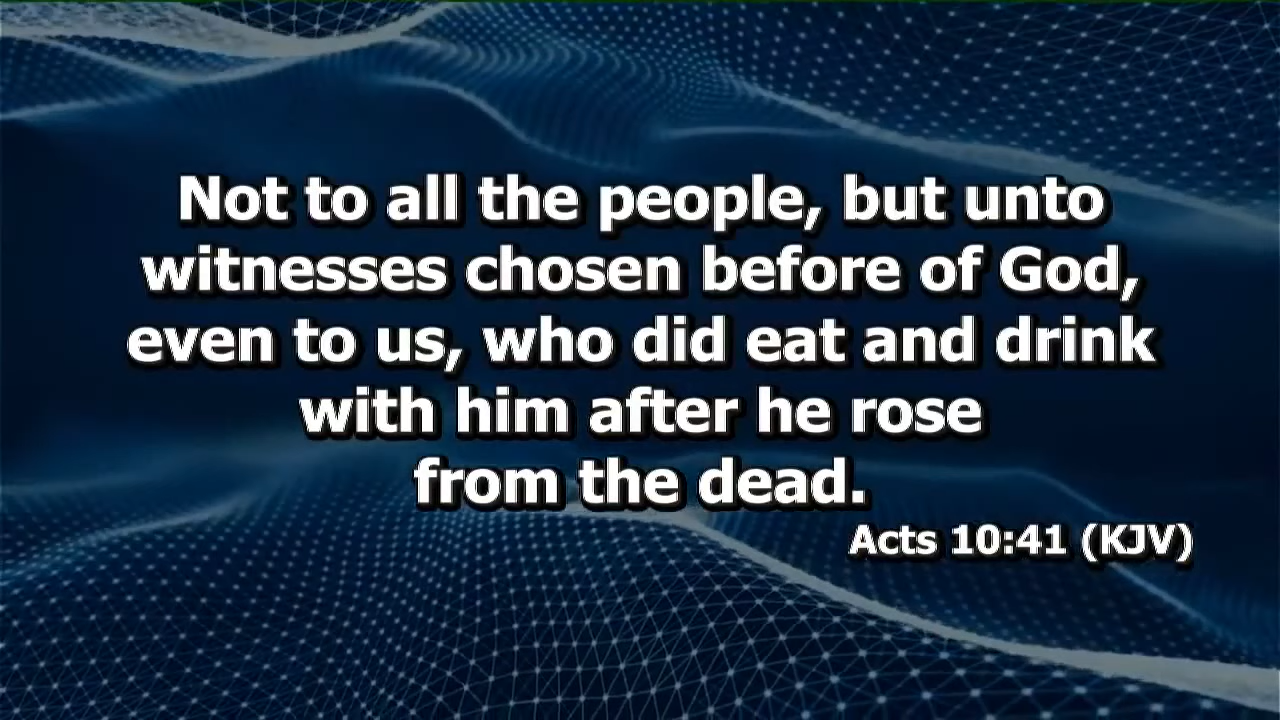 Not to all the people, but unto
witnesses chosen before of God,
even to us, who did eat and drink
with him after he rose
from the dead.
Acts 10:41 (KJV)